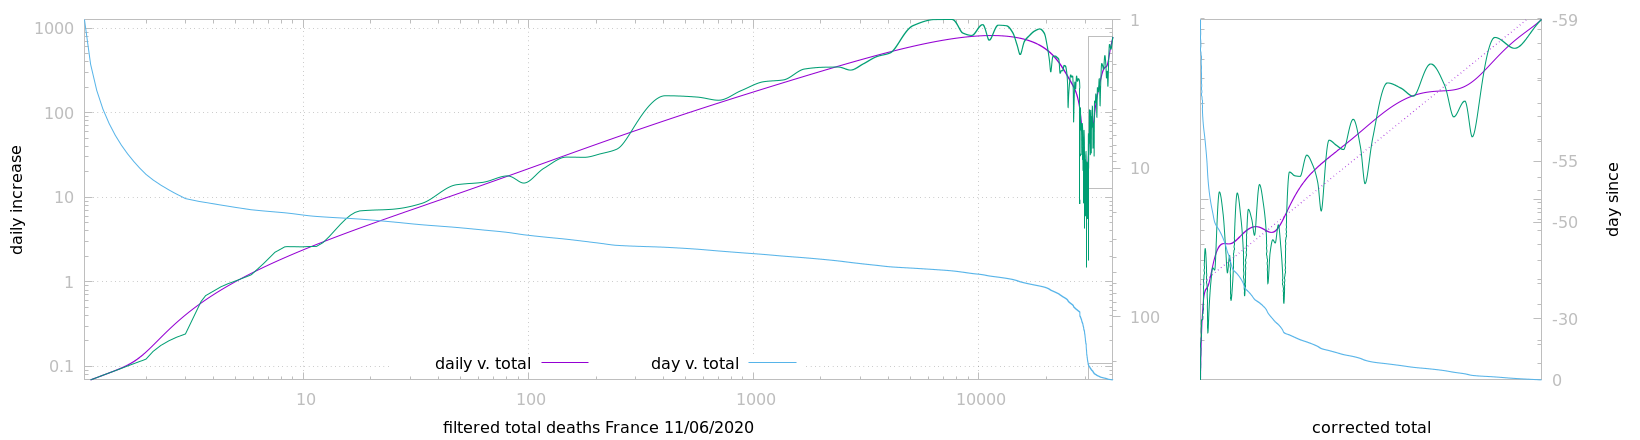 daily increase
1000
100
10
1
0.1
10
100
1000
10000
filtered total deaths France 11/06/2020
daily v. total
day v. total
1
10
100
-59
-55
-50
-30
0
day since
corrected total